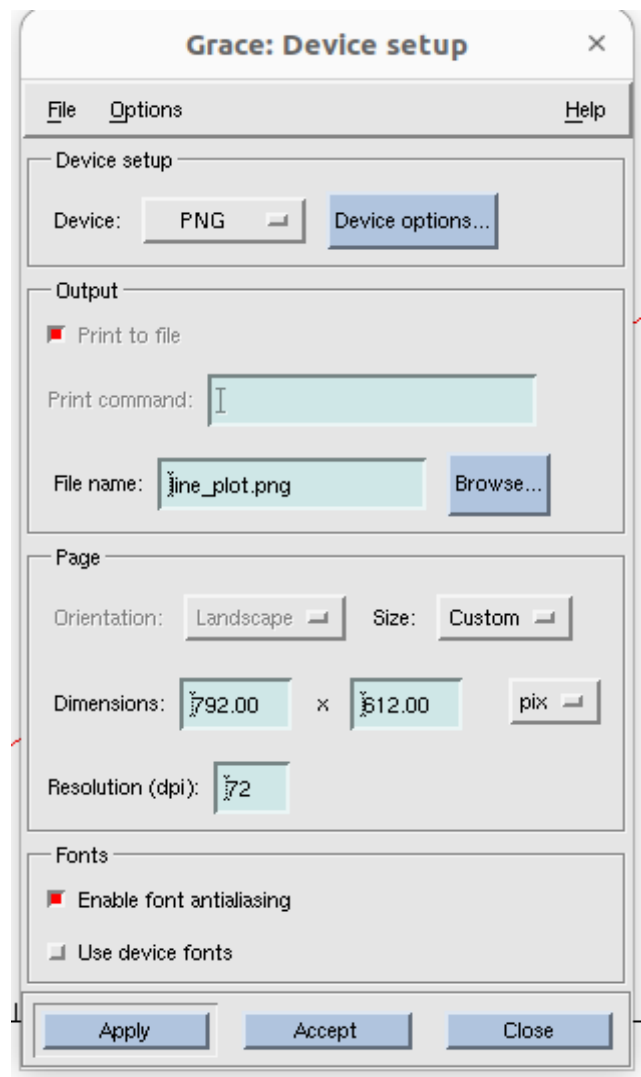 Grace: Device setup ×
File Options Help
Device setup
Device: PNG Device options...
Output
Print to file
Print command:
File name: line_plot.png Browse...
Page
Orientation: Landscape Size: Custom
Dimensions: 792.00 × 612.00 pix
Resolution (dpi): 72
Fonts
Enable font antialiasing
Use device fonts
Apply Accept Close